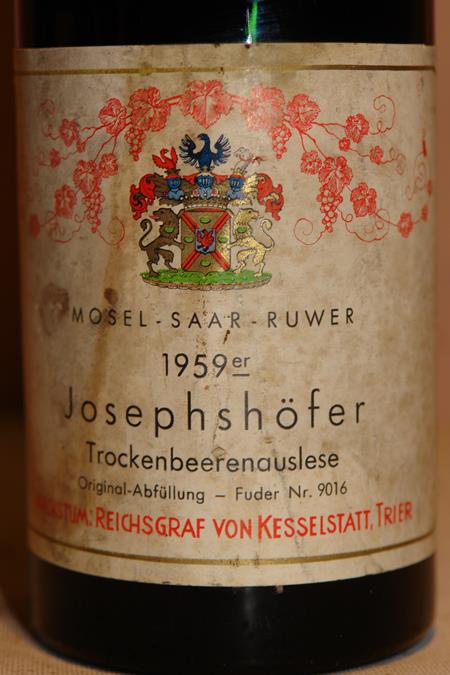 MOSEL-SAAR-RUWER
1959er
Josephshöfer
Trockenbeerenauslese
Original-Abfüllung – Fuder Nr. 9016
REICHSGRAF VON KESSELSTATT, TRIER